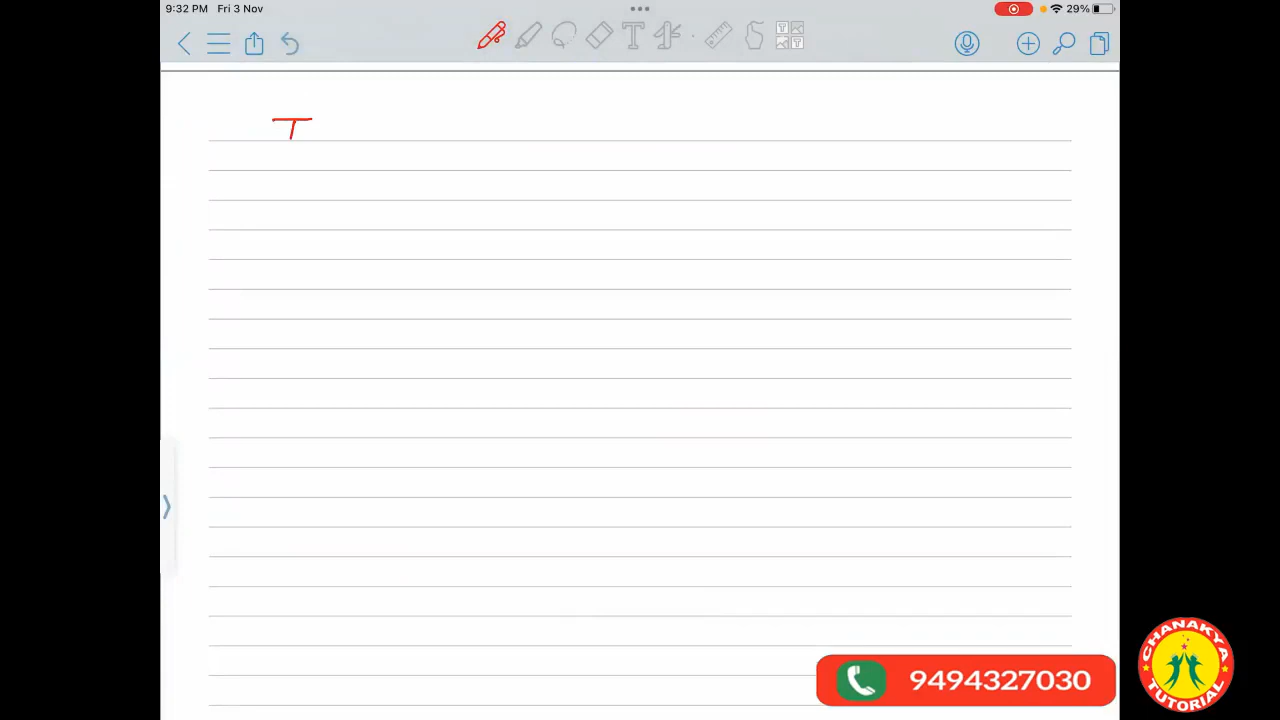 9:32 PM Fri 3 Nov
29%
T
T
T
9494327030
CHANAKYA
TUTORIAL